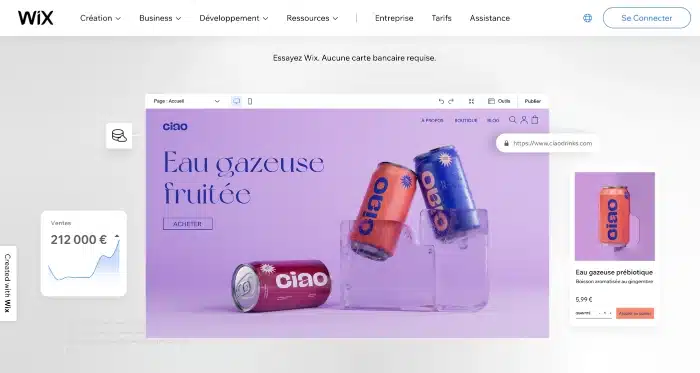 WiX
Création
Business
Développement
Ressources
Entreprise
Tarifs
Assistance
Se Connecter
Essayez Wix. Aucune carte bancaire requise.
Page : Accueil
Outils
Publier
ciao
À PROPOS
BOUTIQUE
BLOG
https://www.ciaodrinks.com
Eau gazeuse
fruitée
ACHETER
ciao
ciao
ciao
Ventes
212 000 €
Created with Wix
ciao
Eau gazeuse prébiotique
Boisson aromatisée au gingembre
5,99 €
QUANTITÉ
- 1 +
Ajouter au panier